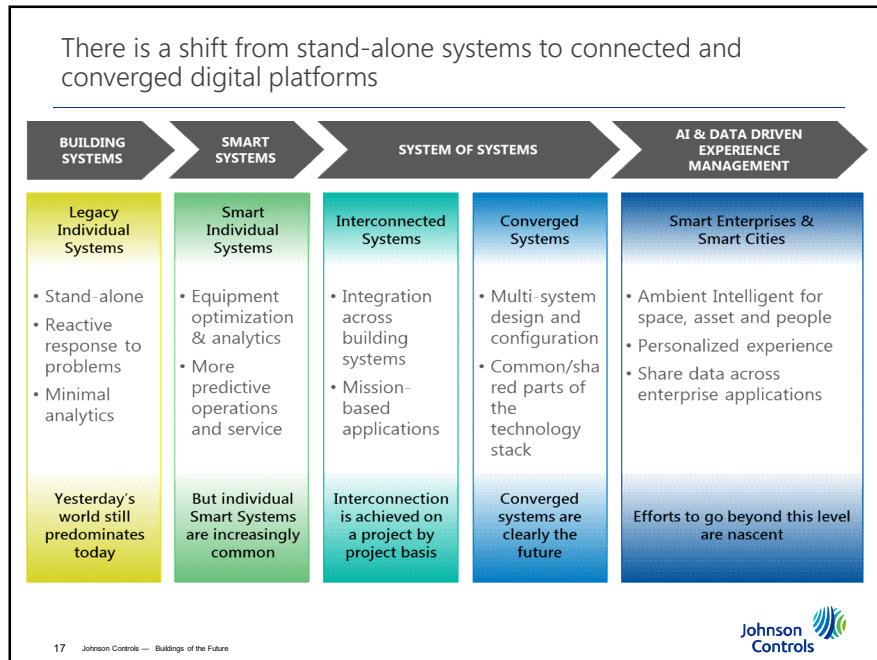 There is a shift from stand-alone systems to connected and
converged digital platforms
BUILDING
SYSTEMS
SMART
SYSTEMS
SYSTEM OF SYSTEMS
AI & DATA DRIVEN
EXPERIENCE
MANAGEMENT
Legacy
Individual
Systems
• Stand-alone
• Reactive
response to
problems
• Minimal
analytics
Yesterday's
world still
predominates
today
Smart
Individual
Systems
• Equipment
optimization
& analytics
• More
predictive
operations
and service
But individual
Smart Systems
are increasingly
common
Interconnected
Systems
• Integration
across
building
systems
• Mission-
based
applications
Interconnection
is achieved on
a project by
project basis
Converged
Systems
• Multi-system
design and
configuration
• Common/sha
red parts of
the
technology
stack
Converged
systems are
clearly the
future
Smart Enterprises &
Smart Cities
• Ambient Intelligent for
space, asset and people
• Personalized experience
• Share data across
enterprise applications
Efforts to go beyond this level
are nascent
17 Johnson Controls — Buildings of the Future
Johnson
Controls